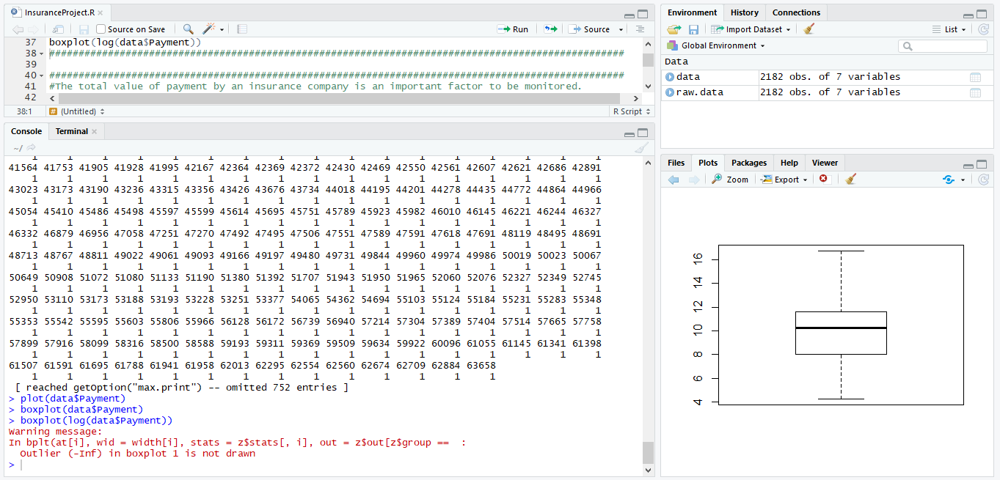 InsuranceProject.R
Source on Save
Run
Source
37 boxplot(log(data$Payment))
38 ##################################################################################################
39
40 ##################################################################################################
41 #The total value of payment by an insurance company is an important factor to be monitored.
42
38:1 # (Untitled) R Script
Console Terminal
~/
1 1 1 1 1 1 1 1 1 1 1 1 1 1 1 1 1
41564 41753 41905 41928 41995 42167 42364 42369 42372 42430 42469 42550 42561 42607 42621 42686 42891
1 1 1 1 1 1 1 1 1 1 1 1 1 1 1 1 1
43023 43173 43190 43236 43315 43356 43426 43676 43734 44018 44195 44201 44278 44435 44772 44864 44966
1 1 1 1 1 1 1 1 1 1 1 1 1 1 1 1 1
45054 45410 45486 45498 45597 45599 45614 45695 45751 45789 45923 45982 46010 46145 46221 46244 46327
1 1 1 1 1 1 1 1 1 1 1 1 1 1 1 1 1
46332 46879 46956 47058 47251 47270 47492 47495 47506 47551 47589 47591 47618 47691 48119 48495 48691
1 1 1 1 1 1 1 1 1 1 1 1 1 1 1 1 1
48713 48767 48811 49022 49061 49093 49166 49197 49480 49731 49844 49960 49974 49986 50019 50023 50067
1 1 1 1 1 1 1 1 1 1 1 1 1 1 1 1 1
50649 50908 51072 51080 51133 51190 51380 51392 51707 51943 51950 51965 52060 52076 52327 52349 52745
1 1 1 1 1 1 1 1 1 1 1 1 1 1 1 1 1
52950 53110 53173 53188 53193 53228 53251 53377 54065 54362 54694 55103 55124 55184 55231 55283 55348
1 1 1 1 1 1 1 1 1 1 1 1 1 1 1 1 1
55353 55542 55595 55603 55806 55966 56128 56172 56739 56940 57214 57304 57389 57404 57514 57665 57758
1 1 1 1 1 1 1 1 1 1 1 1 1 1 1 1 1
57899 57916 58099 58316 58500 58588 59193 59311 59369 59509 59634 59922 60096 61055 61145 61341 61398
1 1 1 1 1 1 1 1 1 1 1 1 1 1 1 1 1
61507 61591 61695 61788 61941 61958 62013 62295 62554 62560 62674 62709 62884 63658
1 1 1 1 1 1 1 1 1 1 1 1 1 1
[ reached getOption("max.print") -- omitted 752 entries ]
> plot(data$Payment)
> boxplot(data$Payment)
> boxplot(log(data$Payment))
Warning message:
In bplt(at[i], wid = width[i], stats = z$stats[, i], out = z$out[z$group ==  :
  Outlier (-Inf) in boxplot 1 is not drawn
>
Environment History Connections
Import Dataset List
Global Environment
Data
data 2182 obs. of 7 variables
raw.data 2182 obs. of 7 variables
Files Plots Packages Help Viewer
Zoom Export
16
14
12
10
8
6
4